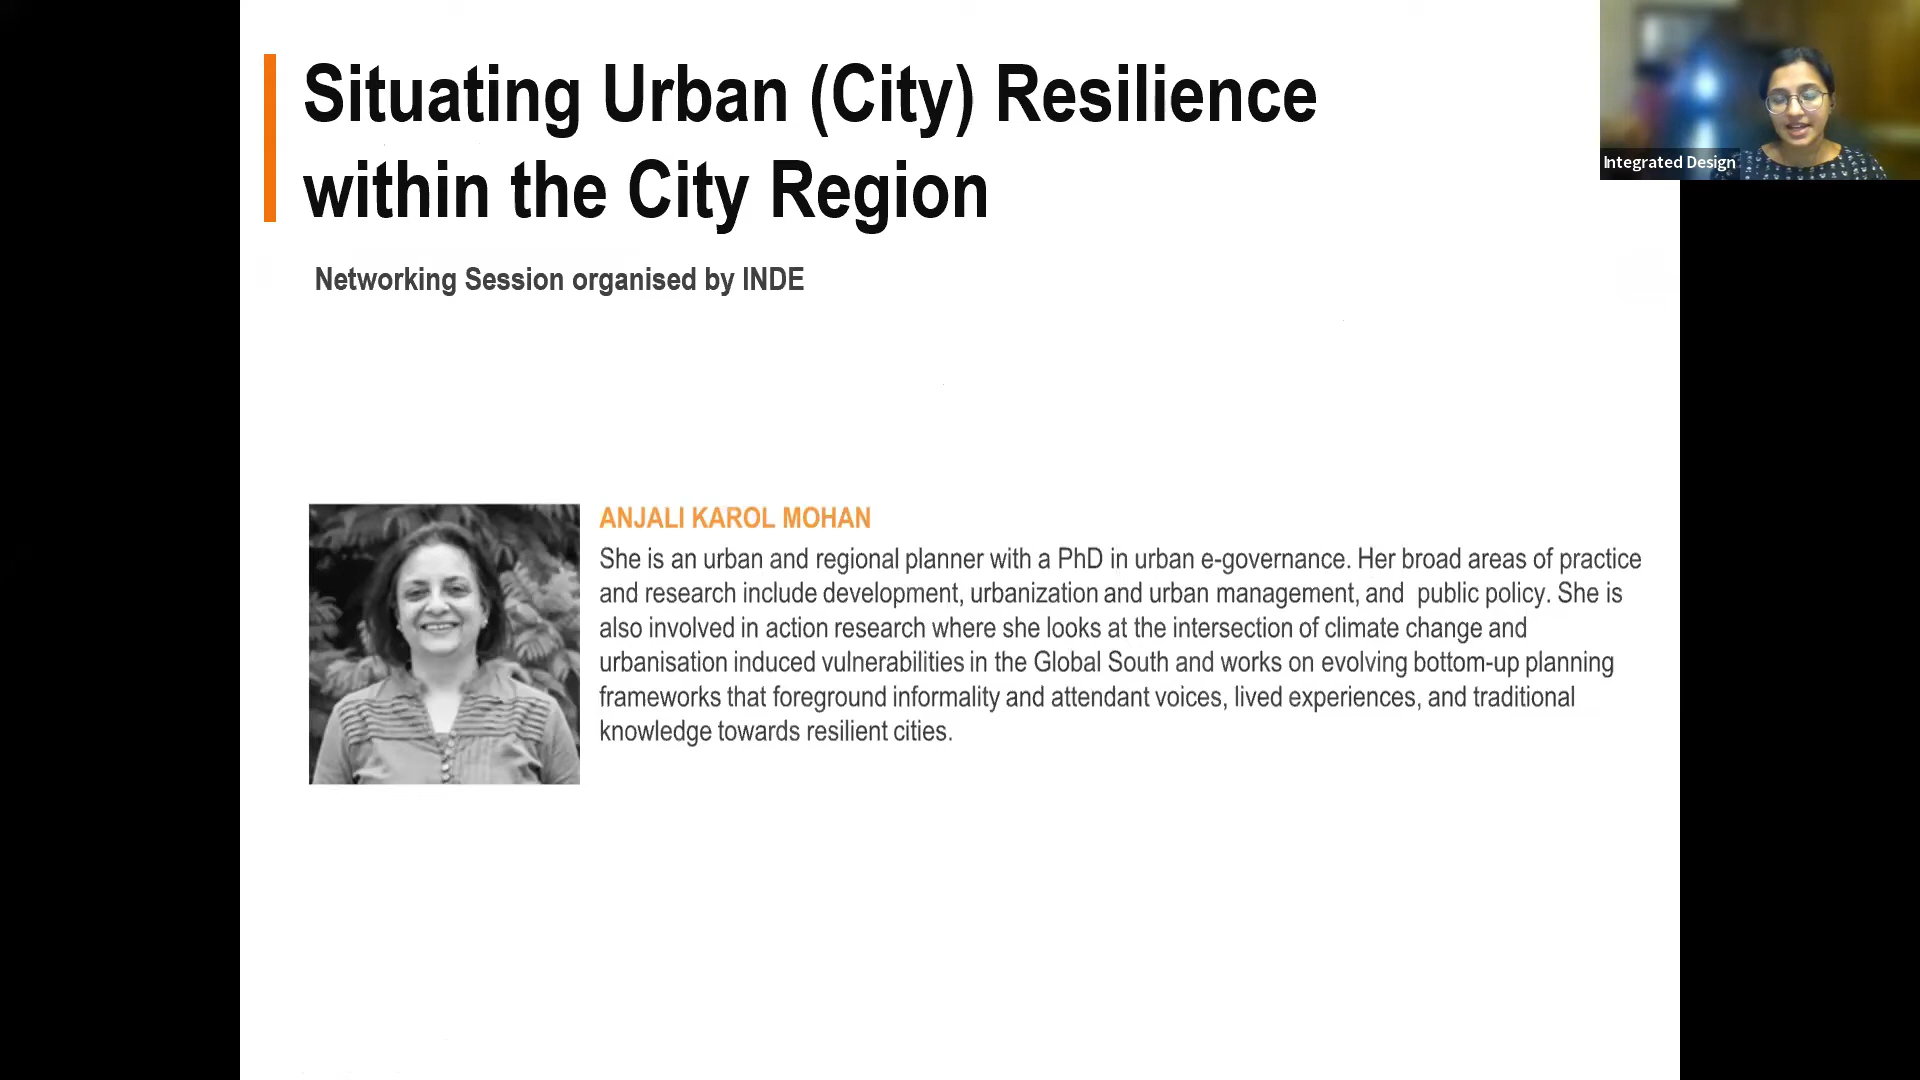 Situating Urban (City) Resilience
within the City Region
Networking Session organised by INDE
Integrated Design
ANJALI KAROL MOHAN
She is an urban and regional planner with a PhD in urban e-governance. Her broad areas of practice
and research include development, urbanization and urban management, and  public policy. She is
also involved in action research where she looks at the intersection of climate change and
urbanisation induced vulnerabilities in the Global South and works on evolving bottom-up planning
frameworks that foreground informality and attendant voices, lived experiences, and traditional
knowledge towards resilient cities.